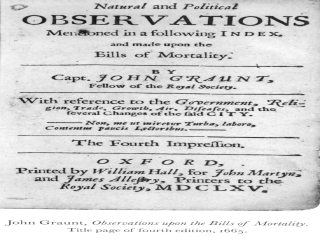 Natural and Political
OBSERVATIONS
Mentioned in a following INDEX,
and made upon the
Bills of Mortality.
BY
Capt. JOHN GRAUNT,
Fellow of the Royal Society.
With reference to the Government, Reli-
gion, Trade, Growth, Air, Diseases, and the
several Changes of the said CITY.
—— Non, me ut miretur Turba, laboro,
Contentus paucis Lectoribus. ——
The Fourth Impression.
OXFORD,
Printed by William Hall, for John Martyn,
and James Allestry, Printers to the
Royal Society, MDCLXV.
John Graunt, Observations upon the Bills of Mortality.
Title page of fourth edition, 1665.